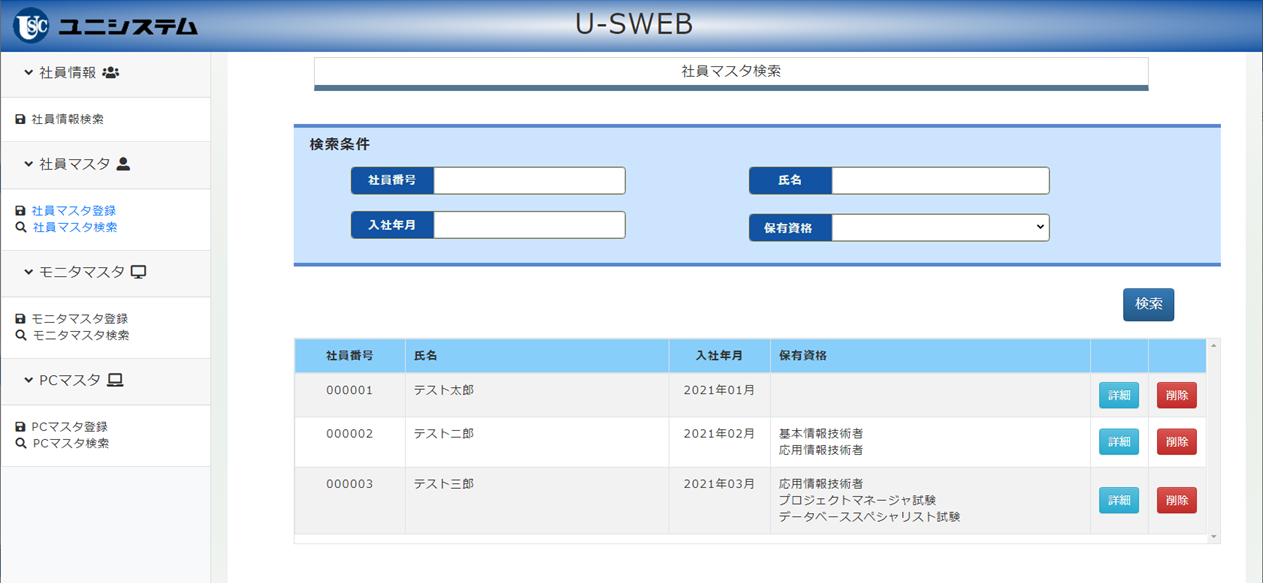 USC ユニシステム
U-SWEB
社員情報
社員情報検索
社員マスタ
社員マスタ登録
社員マスタ検索
モニタマスタ
モニタマスタ登録
モニタマスタ検索
PCマスタ
PCマスタ登録
PCマスタ検索
社員マスタ検索
検索条件
社員番号
氏名
入社年月
保有資格
検索
社員番号 氏名 入社年月 保有資格
000001 テスト太郎 2021年01月 詳細 削除
000002 テスト二郎 2021年02月 基本情報技術者 詳細 削除
応用情報技術者
000003 テスト三郎 2021年03月 応用情報技術者 詳細 削除
プロジェクトマネージャ試験
データベーススペシャリスト試験